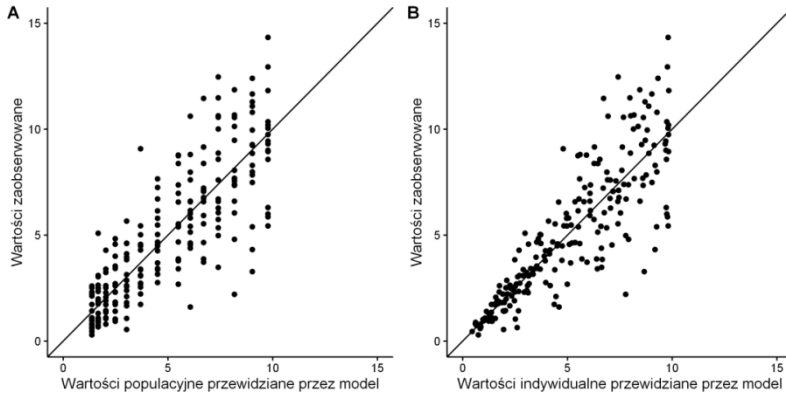 A
15
10
5
0
Wartości zaobserwowane
0 5 10 15
Wartości populacyjne przewidziane przez model
B
15
10
5
0
Wartości zaobserwowane
0 5 10 15
Wartości indywidualne przewidziane przez model